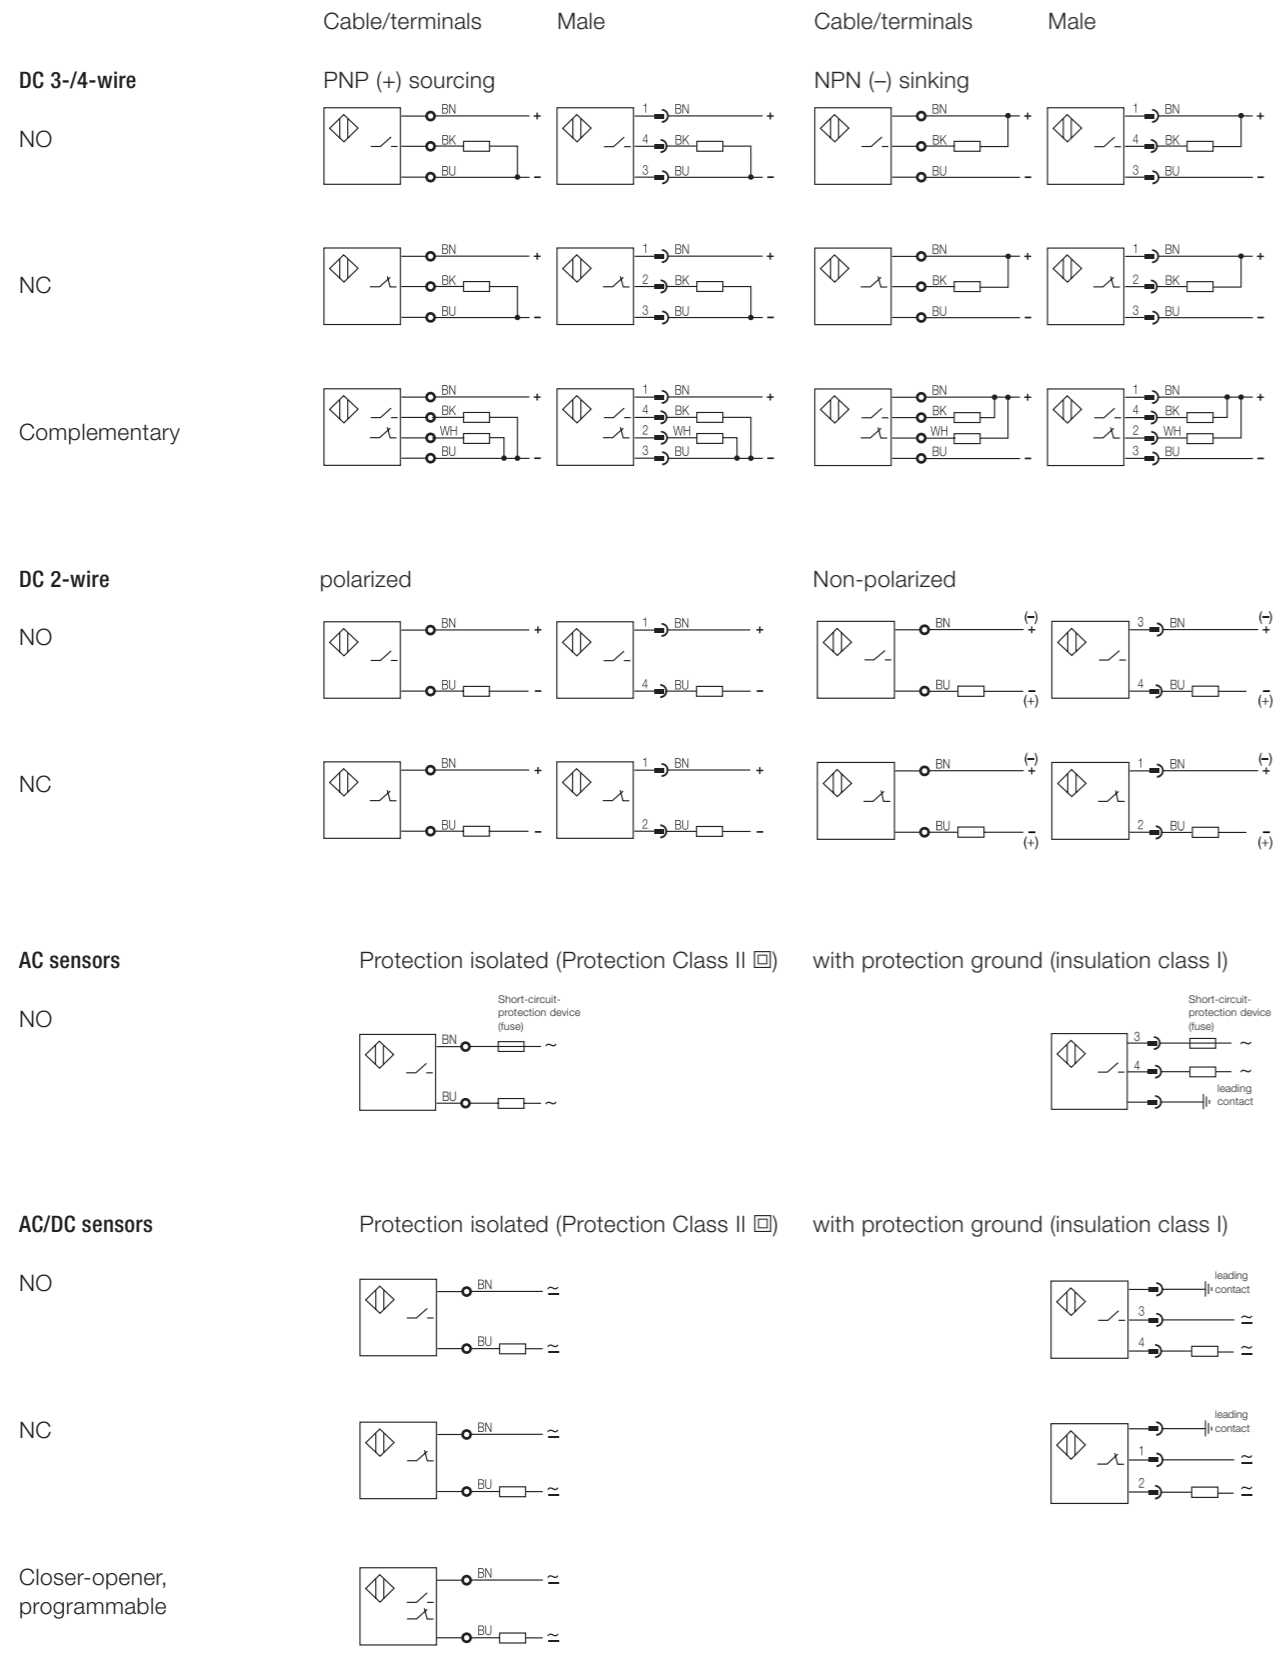 Cable/terminals Male Cable/terminals Male
DC 3-/4-wire PNP (+) sourcing NPN (–) sinking
NO
BN + 1 BN + BN + 1 BN +
BK 4 BK BK 4 BK
BU - 3 BU - BU - 3 BU -
NC
BN + 1 BN + BN + 1 BN +
BK 2 BK BK 2 BK
BU - 3 BU - BU - 3 BU -
Complementary
BN + 1 BN + BN + 1 BN +
BK 4 BK BK 4 BK
WH 2 WH WH 2 WH
BU - 3 BU - BU - 3 BU -
DC 2-wire polarized Non-polarized
NO
(–) (–)
BN + 1 BN + BN + 3 BN +
BU - 4 BU - BU - 4 BU -
(+) (+)
NC
(–) (–)
BN + 1 BN + BN + 1 BN +
BU - 2 BU - BU - 2 BU -
(+) (+)
AC sensors Protection isolated (Protection Class II) with protection ground (insulation class I)
NO
Short-circuit-
protection device
(fuse)
BN ~
BU ~
Short-circuit-
protection device
(fuse)
3 ~
4 ~
leading
contact
AC/DC sensors Protection isolated (Protection Class II) with protection ground (insulation class I)
NO
BN ≃
BU ≃
leading
contact
3 ≃
4 ≃
NC
BN ≃
BU ≃
leading
contact
1 ≃
2 ≃
Closer-opener,
programmable
BN ≃
BU ≃